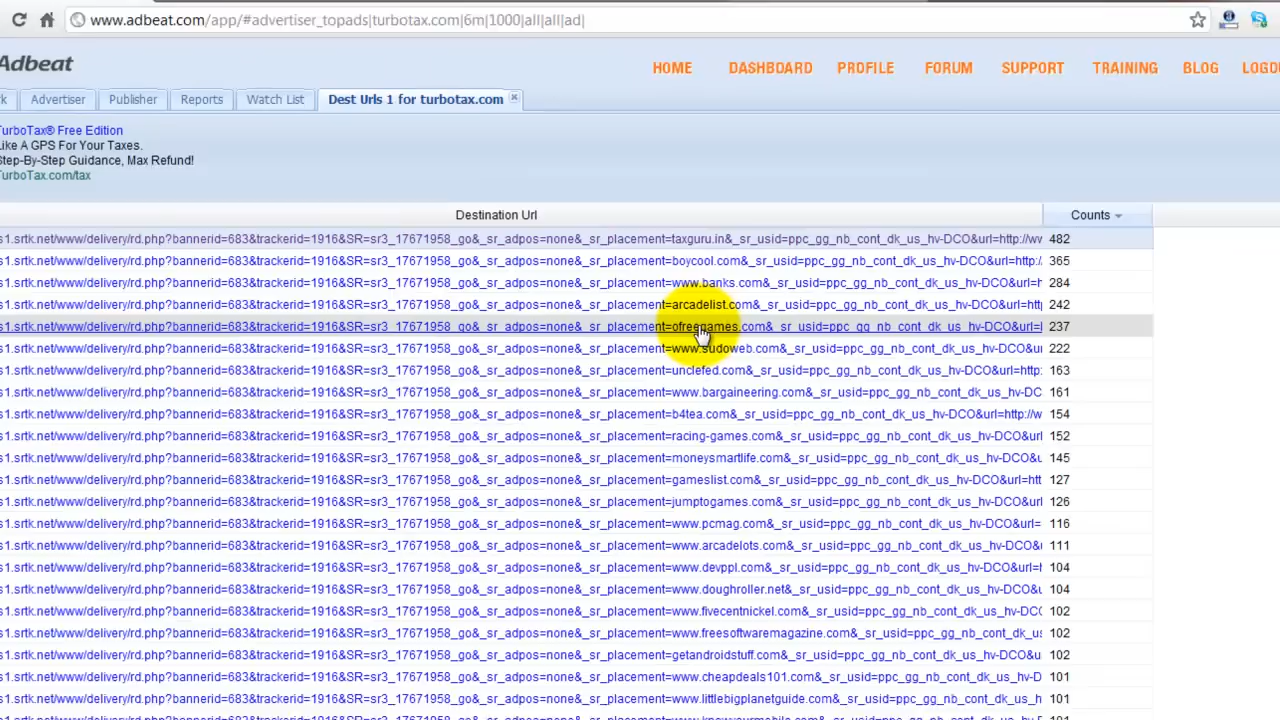 www.adbeat.com/app/#advertiser_topads|turbotax.com|6m|1000|all|all|ad|
Adbeat
HOME DASHBOARD PROFILE FORUM SUPPORT TRAINING BLOG LOGO
k Advertiser Publisher Reports Watch List Dest Urls 1 for turbotax.com
TurboTax® Free Edition
Like A GPS For Your Taxes.
Step-By-Step Guidance, Max Refund!
TurboTax.com/tax
Destination Url Counts
s1.srtk.net/www/delivery/rd.php?bannerid=683&trackerid=1916&SR=sr3_17671958_go&_sr_adpos=none&_sr_placement=taxguru.in&_sr_usid=ppc_gg_nb_cont_dk_us_hv-DCO&url=http://wv 482
s1.srtk.net/www/delivery/rd.php?bannerid=683&trackerid=1916&SR=sr3_17671958_go&_sr_adpos=none&_sr_placement=boycool.com&_sr_usid=ppc_gg_nb_cont_dk_us_hv-DCO&url=http:/ 365
s1.srtk.net/www/delivery/rd.php?bannerid=683&trackerid=1916&SR=sr3_17671958_go&_sr_adpos=none&_sr_placement=www.banks.com&_sr_usid=ppc_gg_nb_cont_dk_us_hv-DCO&url=h 284
s1.srtk.net/www/delivery/rd.php?bannerid=683&trackerid=1916&SR=sr3_17671958_go&_sr_adpos=none&_sr_placement=arcadelist.com&_sr_usid=ppc_gg_nb_cont_dk_us_hv-DCO&url=http 242
s1.srtk.net/www/delivery/rd.php?bannerid=683&trackerid=1916&SR=sr3_17671958_go&_sr_adpos=none&_sr_placement=ofreegames.com&_sr_usid=ppc_gg_nb_cont_dk_us_hv-DCO&url=l 237
s1.srtk.net/www/delivery/rd.php?bannerid=683&trackerid=1916&SR=sr3_17671958_go&_sr_adpos=none&_sr_placement=www.sudoweb.com&_sr_usid=ppc_gg_nb_cont_dk_us_hv-DCO&u 222
s1.srtk.net/www/delivery/rd.php?bannerid=683&trackerid=1916&SR=sr3_17671958_go&_sr_adpos=none&_sr_placement=unclefed.com&_sr_usid=ppc_gg_nb_cont_dk_us_hv-DCO&url=http: 163
s1.srtk.net/www/delivery/rd.php?bannerid=683&trackerid=1916&SR=sr3_17671958_go&_sr_adpos=none&_sr_placement=www.bargaineering.com&_sr_usid=ppc_gg_nb_cont_dk_us_hv-DC 161
s1.srtk.net/www/delivery/rd.php?bannerid=683&trackerid=1916&SR=sr3_17671958_go&_sr_adpos=none&_sr_placement=b4tea.com&_sr_usid=ppc_gg_nb_cont_dk_us_hv-DCO&url=http://w 154
s1.srtk.net/www/delivery/rd.php?bannerid=683&trackerid=1916&SR=sr3_17671958_go&_sr_adpos=none&_sr_placement=racing-games.com&_sr_usid=ppc_gg_nb_cont_dk_us_hv-DCO&url 152
s1.srtk.net/www/delivery/rd.php?bannerid=683&trackerid=1916&SR=sr3_17671958_go&_sr_adpos=none&_sr_placement=moneysmartlife.com&_sr_usid=ppc_gg_nb_cont_dk_us_hv-DCO&u 145
s1.srtk.net/www/delivery/rd.php?bannerid=683&trackerid=1916&SR=sr3_17671958_go&_sr_adpos=none&_sr_placement=gameslist.com&_sr_usid=ppc_gg_nb_cont_dk_us_hv-DCO&url=htt 127
s1.srtk.net/www/delivery/rd.php?bannerid=683&trackerid=1916&SR=sr3_17671958_go&_sr_adpos=none&_sr_placement=jumptogames.com&_sr_usid=ppc_gg_nb_cont_dk_us_hv-DCO&url 126
s1.srtk.net/www/delivery/rd.php?bannerid=683&trackerid=1916&SR=sr3_17671958_go&_sr_adpos=none&_sr_placement=www.pcmag.com&_sr_usid=ppc_gg_nb_cont_dk_us_hv-DCO&url= 116
s1.srtk.net/www/delivery/rd.php?bannerid=683&trackerid=1916&SR=sr3_17671958_go&_sr_adpos=none&_sr_placement=www.arcadelots.com&_sr_usid=ppc_gg_nb_cont_dk_us_hv-DCO&u 111
s1.srtk.net/www/delivery/rd.php?bannerid=683&trackerid=1916&SR=sr3_17671958_go&_sr_adpos=none&_sr_placement=www.devppl.com&_sr_usid=ppc_gg_nb_cont_dk_us_hv-DCO&url=h 104
s1.srtk.net/www/delivery/rd.php?bannerid=683&trackerid=1916&SR=sr3_17671958_go&_sr_adpos=none&_sr_placement=www.doughroller.net&_sr_usid=ppc_gg_nb_cont_dk_us_hv-DCO&u 104
s1.srtk.net/www/delivery/rd.php?bannerid=683&trackerid=1916&SR=sr3_17671958_go&_sr_adpos=none&_sr_placement=www.fivecentnickel.com&_sr_usid=ppc_gg_nb_cont_dk_us_hv-DCO 102
s1.srtk.net/www/delivery/rd.php?bannerid=683&trackerid=1916&SR=sr3_17671958_go&_sr_adpos=none&_sr_placement=www.freesoftwaremagazine.com&_sr_usid=ppc_gg_nb_cont_dk_us 102
s1.srtk.net/www/delivery/rd.php?bannerid=683&trackerid=1916&SR=sr3_17671958_go&_sr_adpos=none&_sr_placement=getandroidstuff.com&_sr_usid=ppc_gg_nb_cont_dk_us_hv-DCO&u 102
s1.srtk.net/www/delivery/rd.php?bannerid=683&trackerid=1916&SR=sr3_17671958_go&_sr_adpos=none&_sr_placement=www.cheapdeals101.com&_sr_usid=ppc_gg_nb_cont_dk_us_hv-D 101
s1.srtk.net/www/delivery/rd.php?bannerid=683&trackerid=1916&SR=sr3_17671958_go&_sr_adpos=none&_sr_placement=www.littlebigplanetguide.com&_sr_usid=ppc_gg_nb_cont_dk_us_h 101